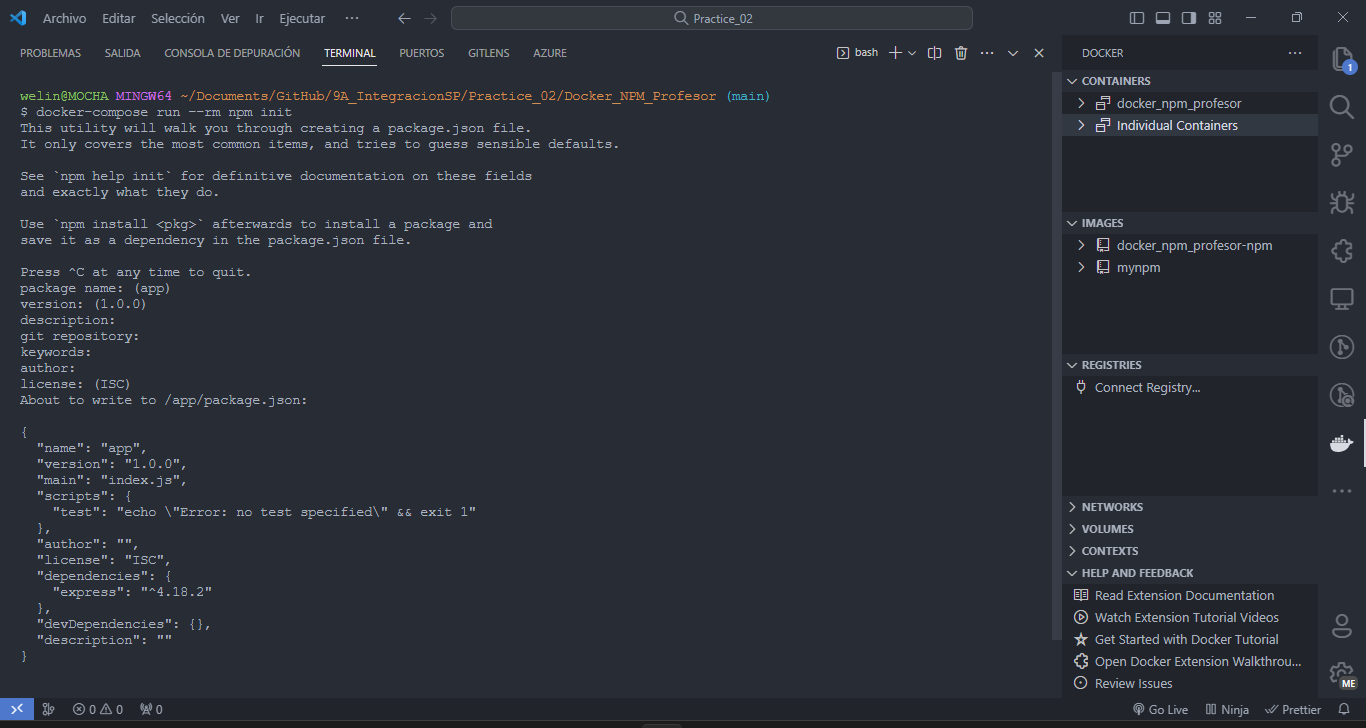 Archivo Editar Selección Ver Ir Ejecutar ··· Practice_02
PROBLEMAS SALIDA CONSOLA DE DEPURACIÓN TERMINAL PUERTOS GITLENS AZURE bash
welin@MOCHA MINGW64 ~/Documents/GitHub/9A_IntegracionSP/Practice_02/Docker_NPM_Profesor (main)
$ docker-compose run --rm npm init
This utility will walk you through creating a package.json file.
It only covers the most common items, and tries to guess sensible defaults.
See `npm help init` for definitive documentation on these fields
and exactly what they do.
Use `npm install <pkg>` afterwards to install a package and
save it as a dependency in the package.json file.
Press ^C at any time to quit.
package name: (app)
version: (1.0.0)
description:
git repository:
keywords:
author:
license: (ISC)
About to write to /app/package.json:
{
  "name": "app",
  "version": "1.0.0",
  "main": "index.js",
  "scripts": {
    "test": "echo \"Error: no test specified\" && exit 1"
  },
  "author": "",
  "license": "ISC",
  "dependencies": {
    "express": "^4.18.2"
  },
  "devDependencies": {},
  "description": ""
}
DOCKER
CONTAINERS
docker_npm_profesor
Individual Containers
IMAGES
docker_npm_profesor-npm
mynpm
REGISTRIES
Connect Registry...
NETWORKS
VOLUMES
CONTEXTS
HELP AND FEEDBACK
Read Extension Documentation
Watch Extension Tutorial Videos
Get Started with Docker Tutorial
Open Docker Extension Walkthrou...
Review Issues
1
ME
0 0 0 Go Live Ninja Prettier